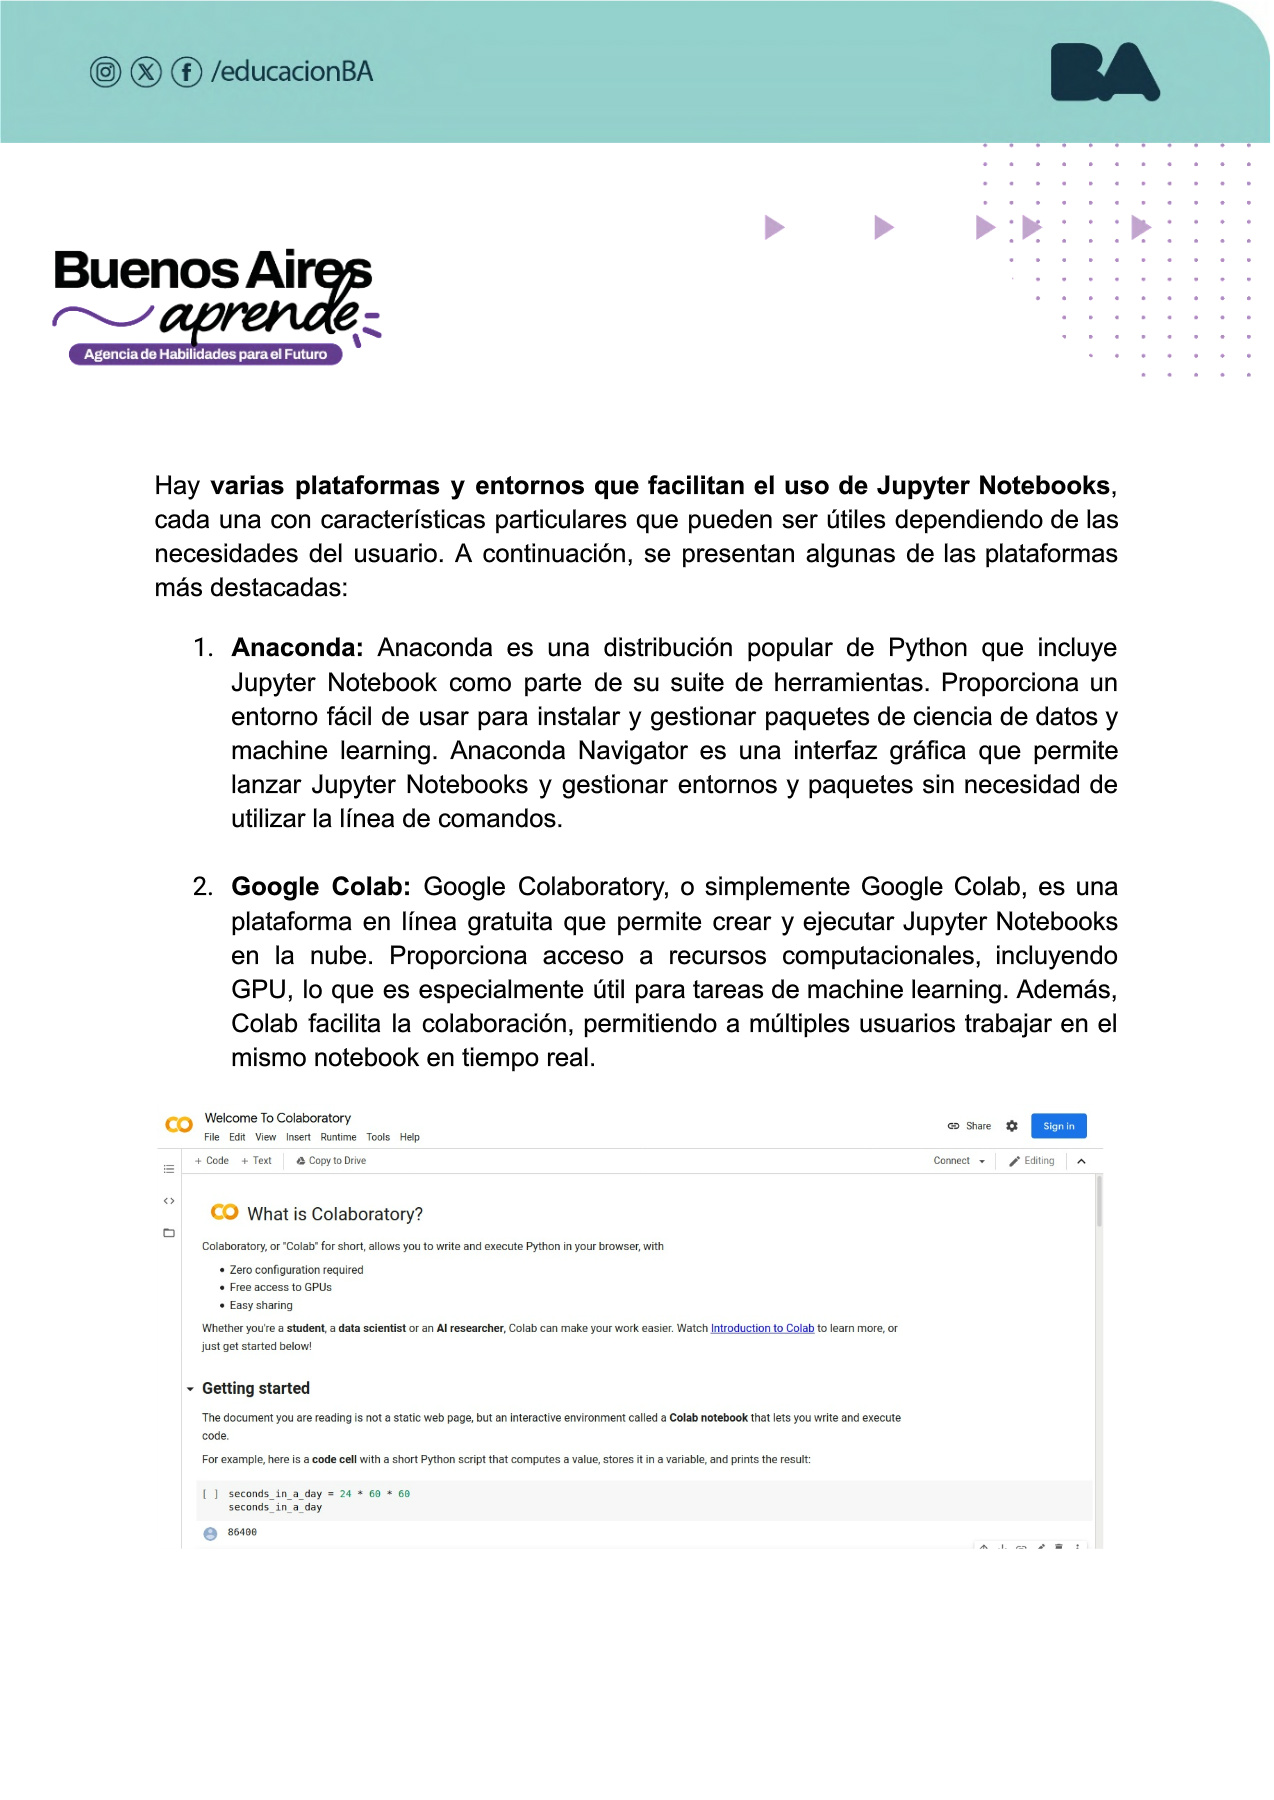 /educacionBA
BA
Buenos Aires
aprende
Agencia de Habilidades para el Futuro
Hay varias plataformas y entornos que facilitan el uso de Jupyter Notebooks,
cada una con características particulares que pueden ser útiles dependiendo de las
necesidades del usuario. A continuación, se presentan algunas de las plataformas
más destacadas:
1. Anaconda: Anaconda es una distribución popular de Python que incluye
Jupyter Notebook como parte de su suite de herramientas. Proporciona un
entorno fácil de usar para instalar y gestionar paquetes de ciencia de datos y
machine learning. Anaconda Navigator es una interfaz gráfica que permite
lanzar Jupyter Notebooks y gestionar entornos y paquetes sin necesidad de
utilizar la línea de comandos.
2. Google Colab: Google Colaboratory, o simplemente Google Colab, es una
plataforma en línea gratuita que permite crear y ejecutar Jupyter Notebooks
en la nube. Proporciona acceso a recursos computacionales, incluyendo
GPU, lo que es especialmente útil para tareas de machine learning. Además,
Colab facilita la colaboración, permitiendo a múltiples usuarios trabajar en el
mismo notebook en tiempo real.
Welcome To Colaboratory
File Edit View Insert Runtime Tools Help
Share
Sign in
+ Code + Text Copy to Drive
Connect Editing
What is Colaboratory?
Colaboratory, or "Colab" for short, allows you to write and execute Python in your browser, with
• Zero configuration required
• Free access to GPUs
• Easy sharing
Whether you're a student, a data scientist or an AI researcher, Colab can make your work easier. Watch Introduction to Colab to learn more, or
just get started below!
Getting started
The document you are reading is not a static web page, but an interactive environment called a Colab notebook that lets you write and execute
code.
For example, here is a code cell with a short Python script that computes a value, stores it in a variable, and prints the result:
[ ] seconds_in_a_day = 24 * 60 * 60
seconds_in_a_day
86400